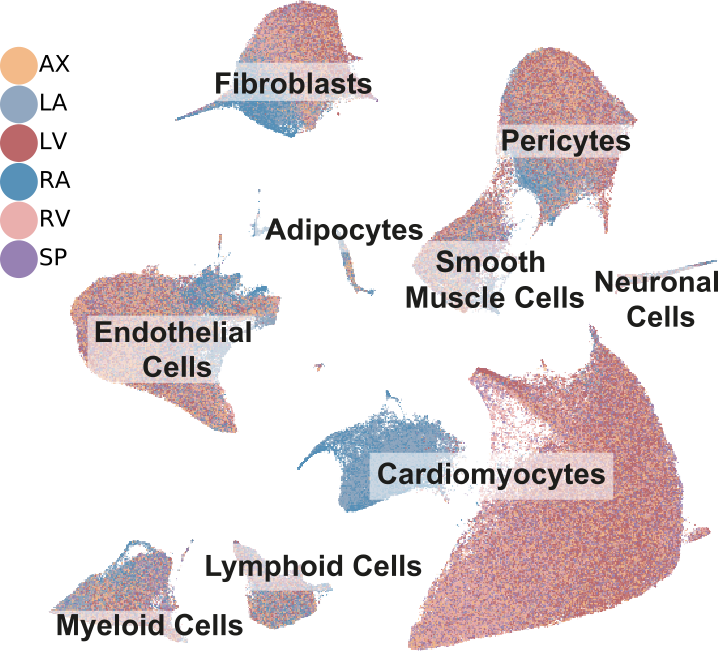 AX
LA
LV
RA
RV
SP
Fibroblasts
Pericytes
Adipocytes
Smooth
Muscle Cells
Neuronal
Cells
Endothelial
Cells
Cardiomyocytes
Lymphoid Cells
Myeloid Cells